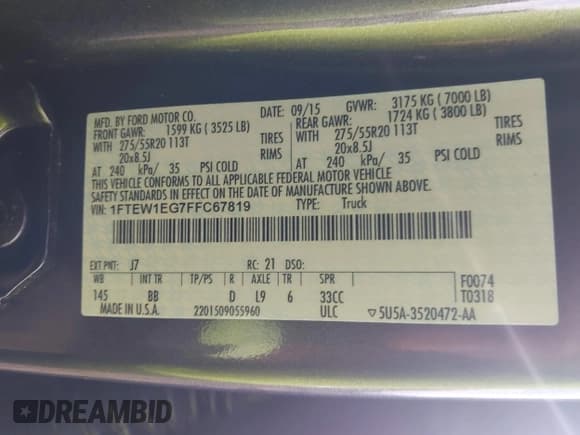 MFD. BY FORD MOTOR CO. DATE: 09/15 GVWR: 3175 KG ( 7000 LB)
FRONT GAWR: 1599 KG ( 3525 LB) REAR GAWR: 1724 KG ( 3800 LB)
WITH 275/55R20 113T TIRES WITH 275/55R20 113T TIRES
20x8.5J RIMS 20x8.5J RIMS
AT 240 kPa/ 35 PSI COLD AT 240 kPa/ 35 PSI COLD
THIS VEHICLE CONFORMS TO ALL APPLICABLE FEDERAL MOTOR VEHICLE
SAFETY STANDARDS IN EFFECT ON THE DATE OF MANUFACTURE SHOWN ABOVE.
VIN: 1FTEW1EG7FFC67819 TYPE: Truck
EXT PNT: J7 RC: 21 DSO:
WB INT TR TP/PS R AXLE TR SPR F0074
145 BB D L9 6 33CC T0318
MADE IN U.S.A. 2201509055960 ULC ▽5U5A-3520472-AA
DREAMBID